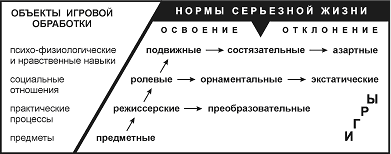 ОБЪЕКТЫ ИГРОВОЙ ОБРАБОТКИ
НОРМЫ СЕРЬЕЗНОЙ ЖИЗНИ
ОСВОЕНИЕ ОТКЛОНЕНИЕ
психо-физиологические и нравственные навыки
подвижные состязательные азартные
социальные отношения
ролевые орнаментальные экстатические
практические процессы
режиссерские преобразовательные
предметы
предметные
ИГРЫ